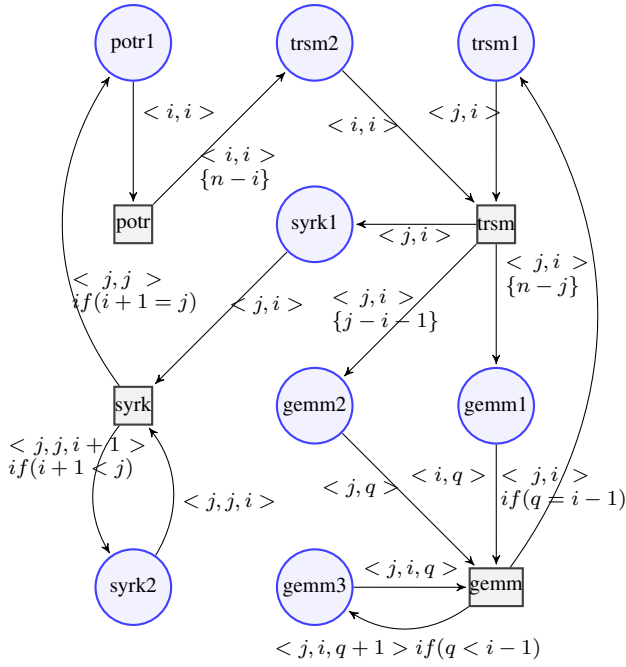 potr1
trsm2
trsm1
< i, i >
< i, i >
< j, i >
< i, i >
{n − i}
potr
syrk1
trsm
< j, i >
< j, j >
if(i + 1 = j)
< j, i >
< j, i >
{j − i − 1}
< j, i >
{n − j}
syrk
gemm2
gemm1
< j, j, i + 1 >
if(i + 1 < j)
< j, j, i >
< j, q >
< i, q >
< j, i >
if(q = i − 1)
syrk2
gemm3
< j, i, q >
gemm
< j, i, q + 1 > if(q < i − 1)